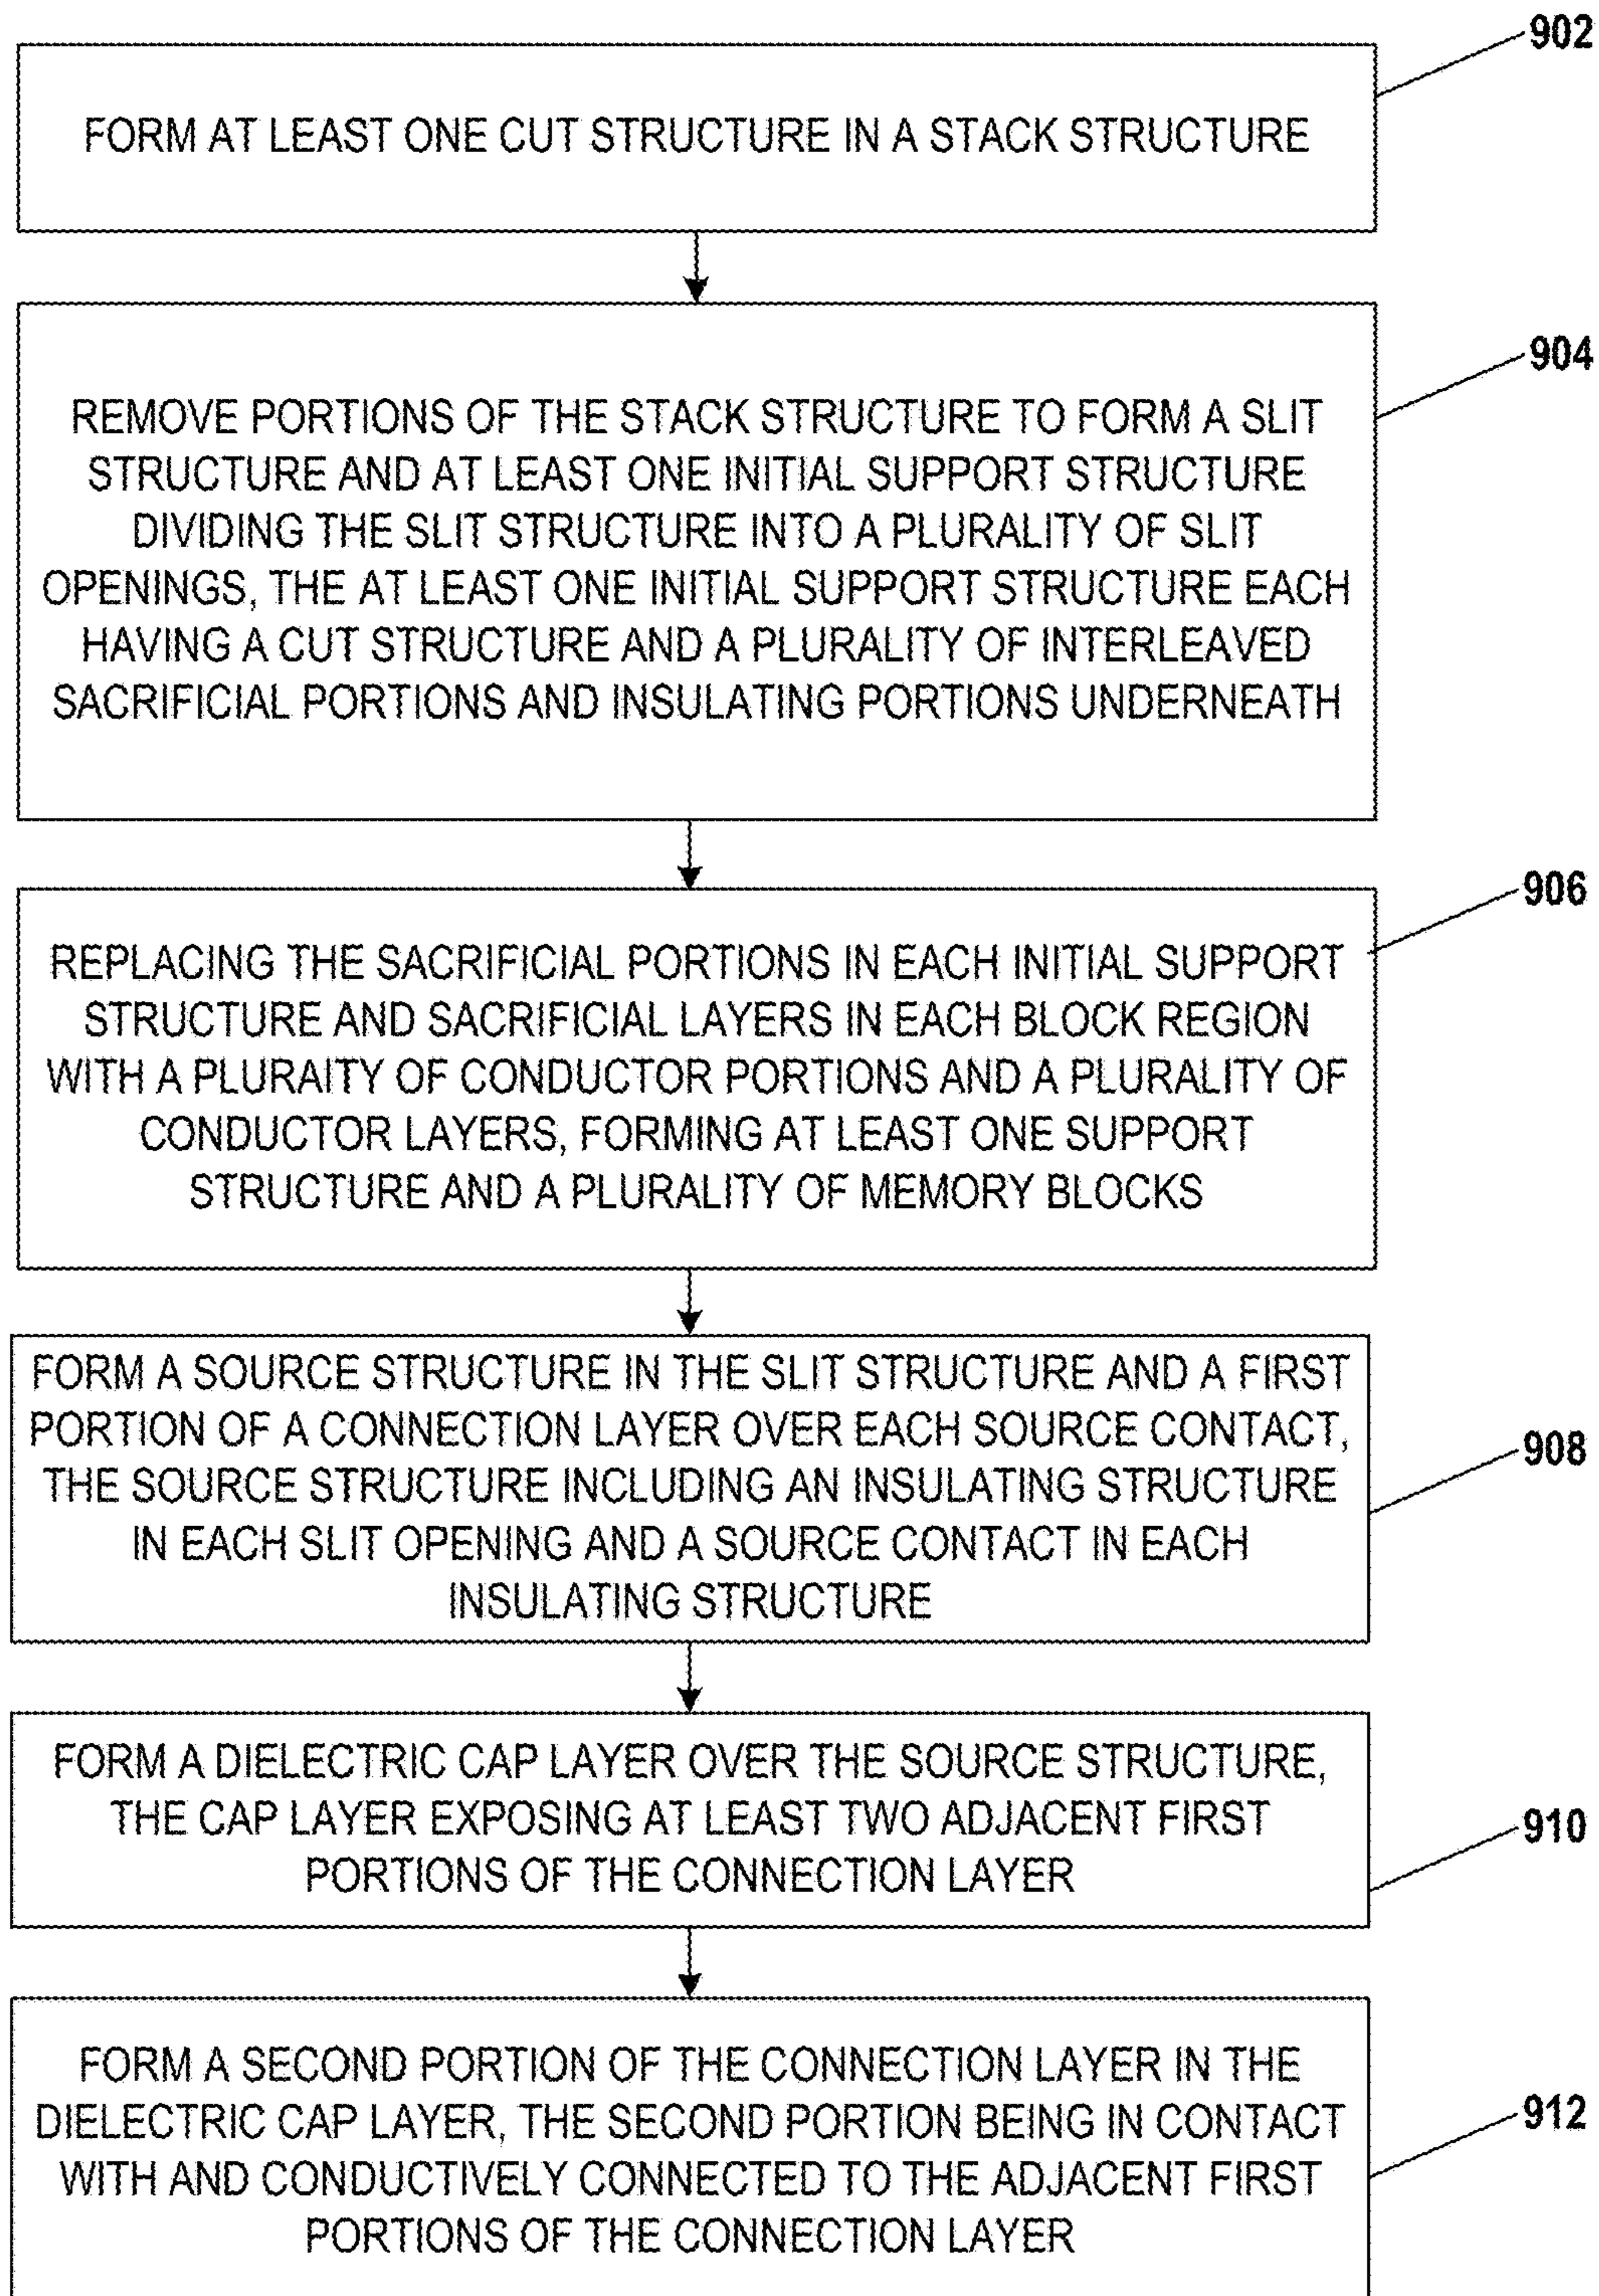 902
FORM AT LEAST ONE CUT STRUCTURE IN A STACK STRUCTURE
904
REMOVE PORTIONS OF THE STACK STRUCTURE TO FORM A SLIT
STRUCTURE AND AT LEAST ONE INITIAL SUPPORT STRUCTURE
DIVIDING THE SLIT STRUCTURE INTO A PLURALITY OF SLIT
OPENINGS, THE AT LEAST ONE INITIAL SUPPORT STRUCTURE EACH
HAVING A CUT STRUCTURE AND A PLURALITY OF INTERLEAVED
SACRIFICIAL PORTIONS AND INSULATING PORTIONS UNDERNEATH
906
REPLACING THE SACRIFICIAL PORTIONS IN EACH INITIAL SUPPORT
STRUCTURE AND SACRIFICIAL LAYERS IN EACH BLOCK REGION
WITH A PLURAITY OF CONDUCTOR PORTIONS AND A PLURALITY OF
CONDUCTOR LAYERS, FORMING AT LEAST ONE SUPPORT
STRUCTURE AND A PLURALITY OF MEMORY BLOCKS
FORM A SOURCE STRUCTURE IN THE SLIT STRUCTURE AND A FIRST
PORTION OF A CONNECTION LAYER OVER EACH SOURCE CONTACT,
908
THE SOURCE STRUCTURE INCLUDING AN INSULATING STRUCTURE
IN EACH SLIT OPENING AND A SOURCE CONTACT IN EACH
INSULATING STRUCTURE
FORM A DIELECTRIC CAP LAYER OVER THE SOURCE STRUCTURE,
THE CAP LAYER EXPOSING AT LEAST TWO ADJACENT FIRST
910
PORTIONS OF THE CONNECTION LAYER
FORM A SECOND PORTION OF THE CONNECTION LAYER IN THE
DIELECTRIC CAP LAYER, THE SECOND PORTION BEING IN CONTACT
912
WITH AND CONDUCTIVELY CONNECTED TO THE ADJACENT FIRST
PORTIONS OF THE CONNECTION LAYER